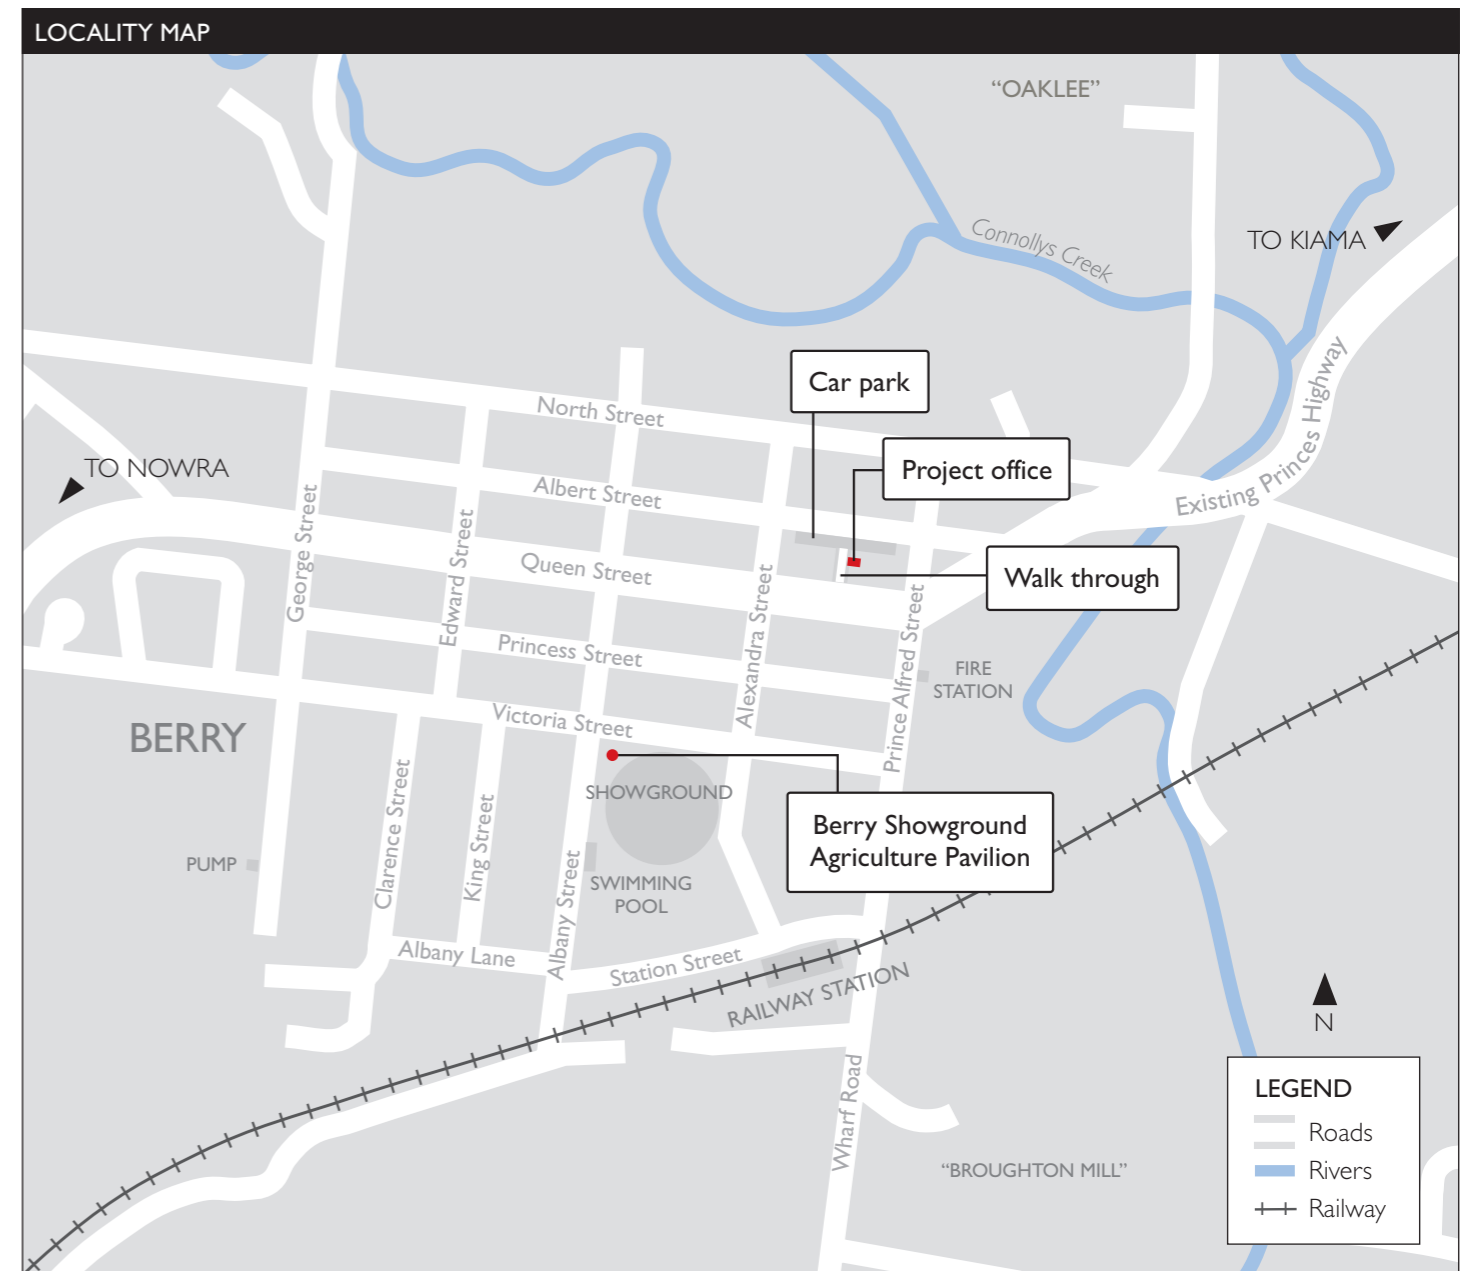 LOCALITY MAP
“OAKLEE”
Connollys Creek
TO KIAMA
Car park
North Street
Existing Princes Highway
TO NOWRA
Project office
Albert Street
George Street
Edward Street
Queen Street
Alexandra Street
Walk through
Prince Alfred Street
Princess Street
FIRE
STATION
Victoria Street
BERRY
SHOWGROUND
Berry Showground
Agriculture Pavilion
Clarence Street
King Street
Albany Street
PUMP
SWIMMING
POOL
Albany Lane
Station Street
RAILWAY STATION
N
Wharf Road
“BROUGHTON MILL”
LEGEND
Roads
Rivers
Railway